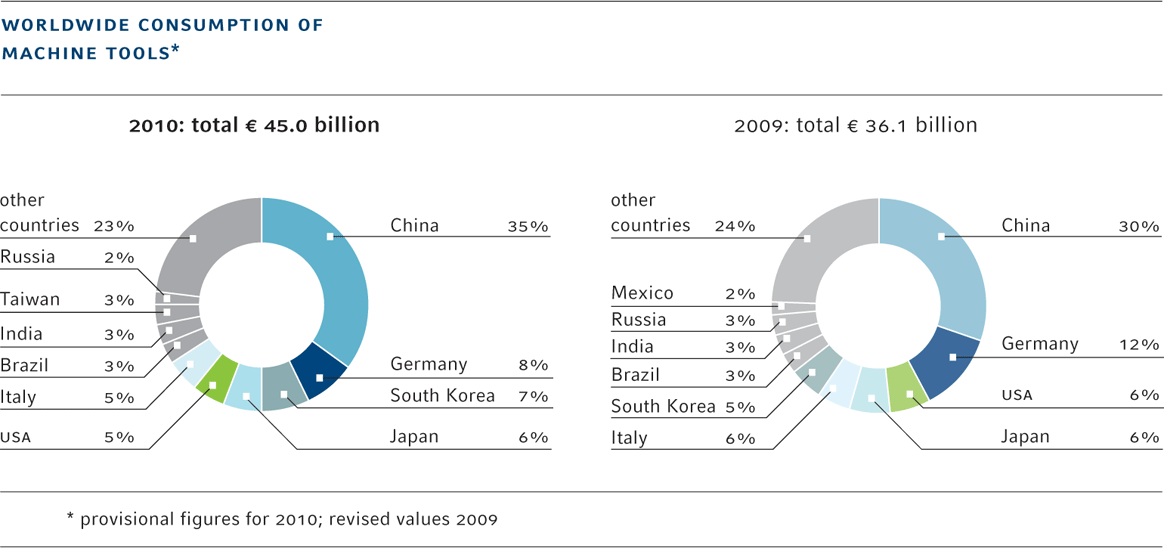 WORLDWIDE CONSUMPTION OF
MACHINE TOOLS*
2010: total € 45.0 billion
other
countries 23%
Russia 2%
Taiwan 3%
India 3%
Brazil 3%
Italy 5%
USA 5%
China 35%
Germany 8%
South Korea 7%
Japan 6%
2009: total € 36.1 billion
other
countries 24%
Mexico 2%
Russia 3%
India 3%
Brazil 3%
South Korea 5%
Italy 6%
China 30%
Germany 12%
USA 6%
Japan 6%
* provisional figures for 2010; revised values 2009